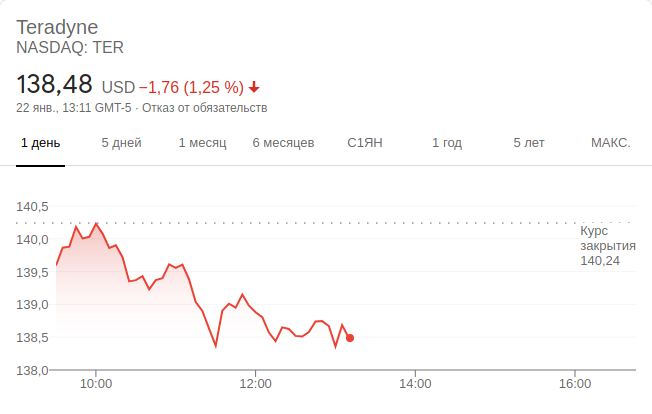 Teradyne
NASDAQ: TER
138,48 USD −1,76 (1,25 %)
22 янв., 13:11 GMT-5 · Отказ от обязательств
1 день 5 дней 1 месяц 6 месяцев С1ЯН 1 год 5 лет МАКС.
140,5
140,0
139,5
139,0
138,5
138,0
Курс
закрытия
140,24
10:00 12:00 14:00 16:00